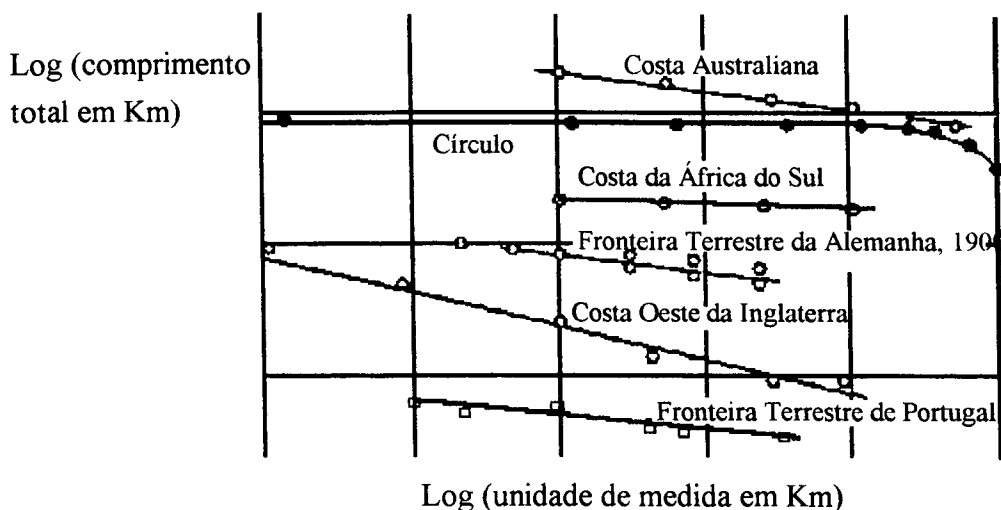 Log (comprimento
total em Km)
Costa Australiana
Círculo
Costa da África do Sul
Fronteira Terrestre da Alemanha, 190
Costa Oeste da Inglaterra
Fronteira Terrestre de Portugal
Log (unidade de medida em Km)